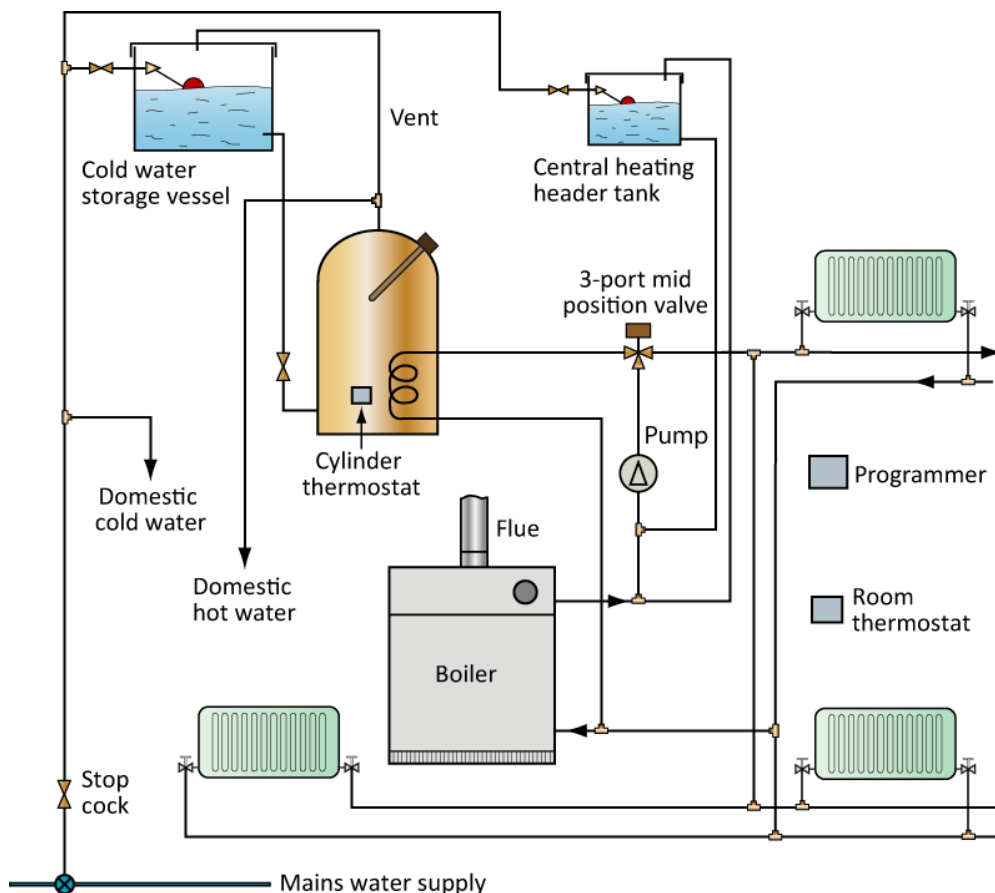 Vent
Cold water
storage vessel
Central heating
header tank
3-port mid
position valve
Cylinder
thermostat
Pump
Programmer
Domestic
cold water
Flue
Domestic
hot water
Room
thermostat
Boiler
Stop
cock
Mains water supply